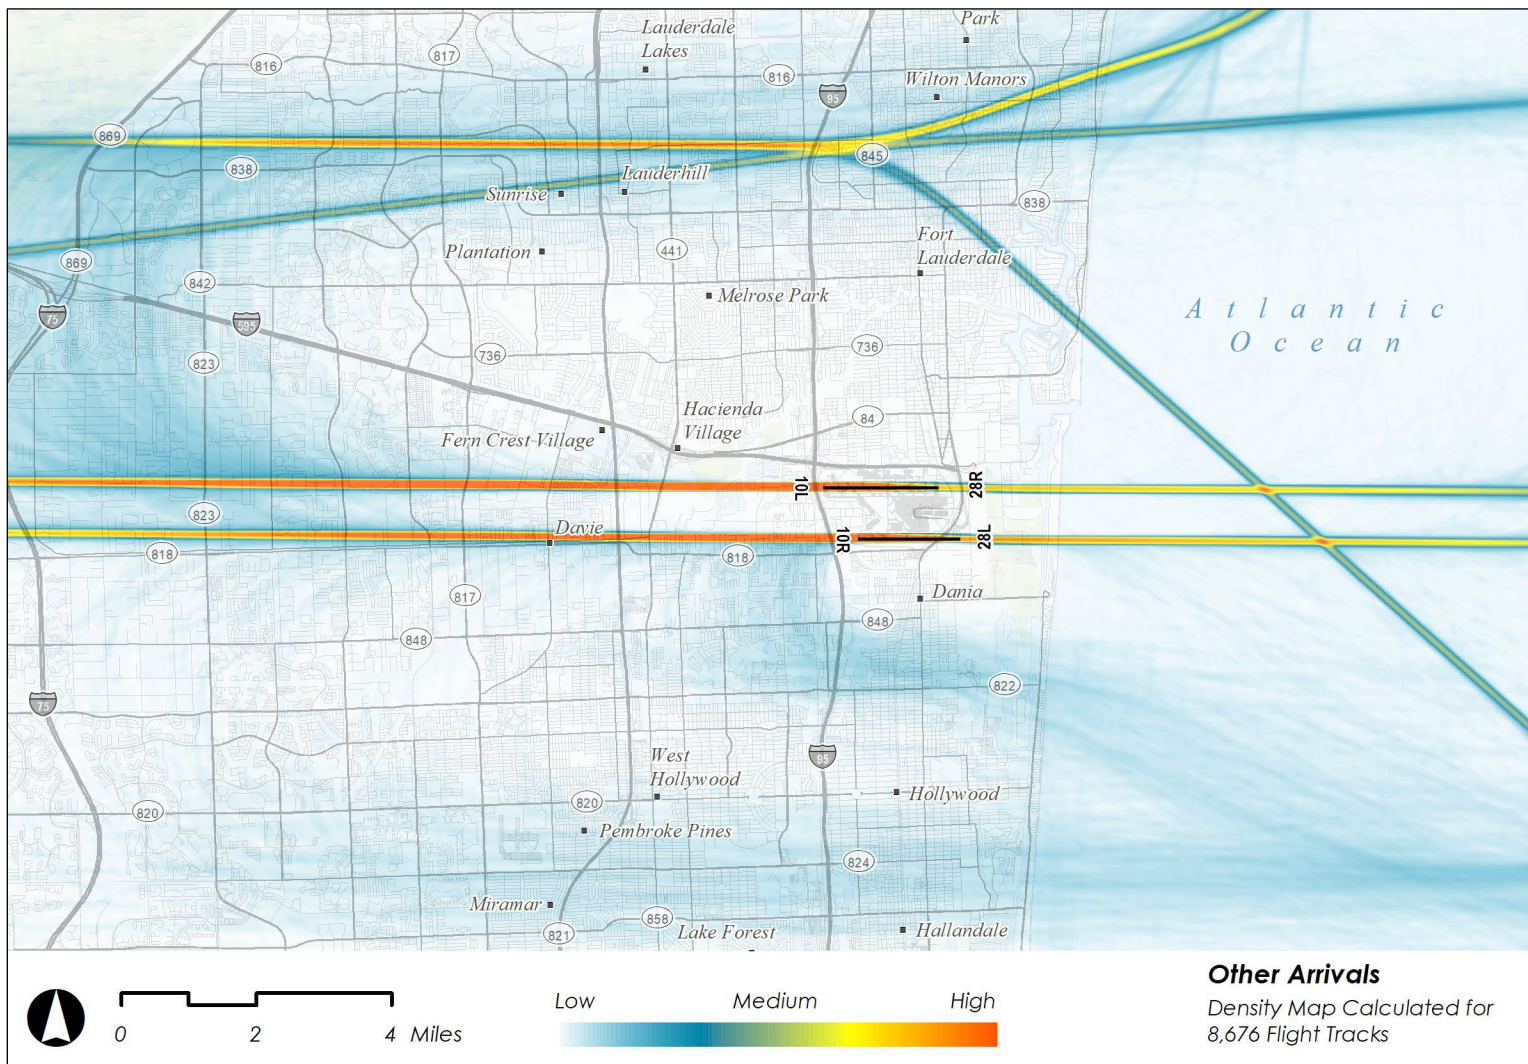 Lauderdale
Lakes
Park
817
816
816
Wilton Manors
95
869
845
838
Lauderhill
Sunrise
838
Fort
Lauderdale
441
Plantation
869
842
Melrose Park
Atlantic
Ocean
75
595
736
736
823
Hacienda
Village
84
Fern Crest Village
10L
28R
823
Davie
10R
28L
818
818
817
Dania
848
848
822
75
West
Hollywood
95
820
820
Hollywood
Pembroke Pines
824
Miramar
858
821
Lake Forest
Hallandale
Other Arrivals
Density Map Calculated for
8,676 Flight Tracks
Low Medium High
0 2 4 Miles